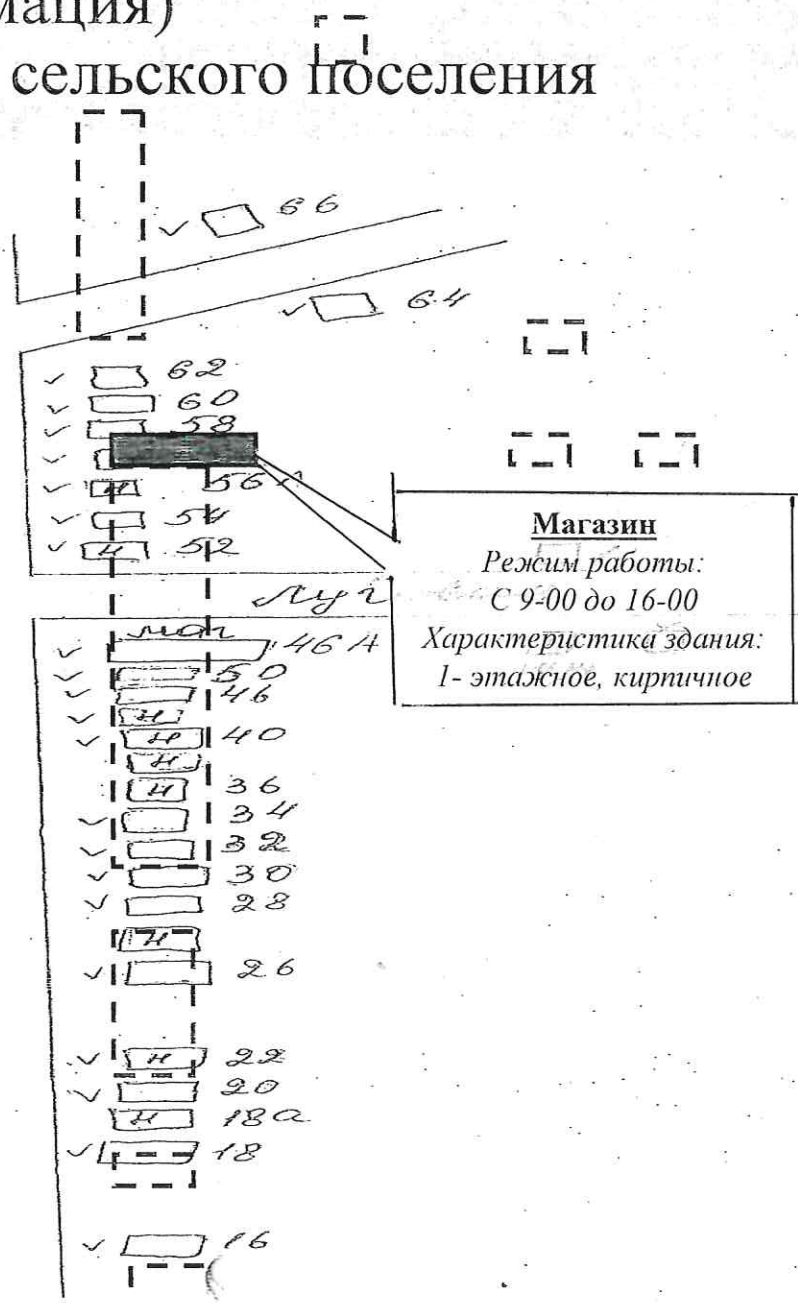 мация)
сельского поселения
66
64
62
60
58
56А
н
54
н 52
Луг
маг 46А
50
46
н
н 40
н
н 36
34
32
30
28
н
26
н 22
20
н 18а
18
16
Магазин
Режим работы:
С 9-00 до 16-00
Характеристика здания:
1- этажное, кирпичное